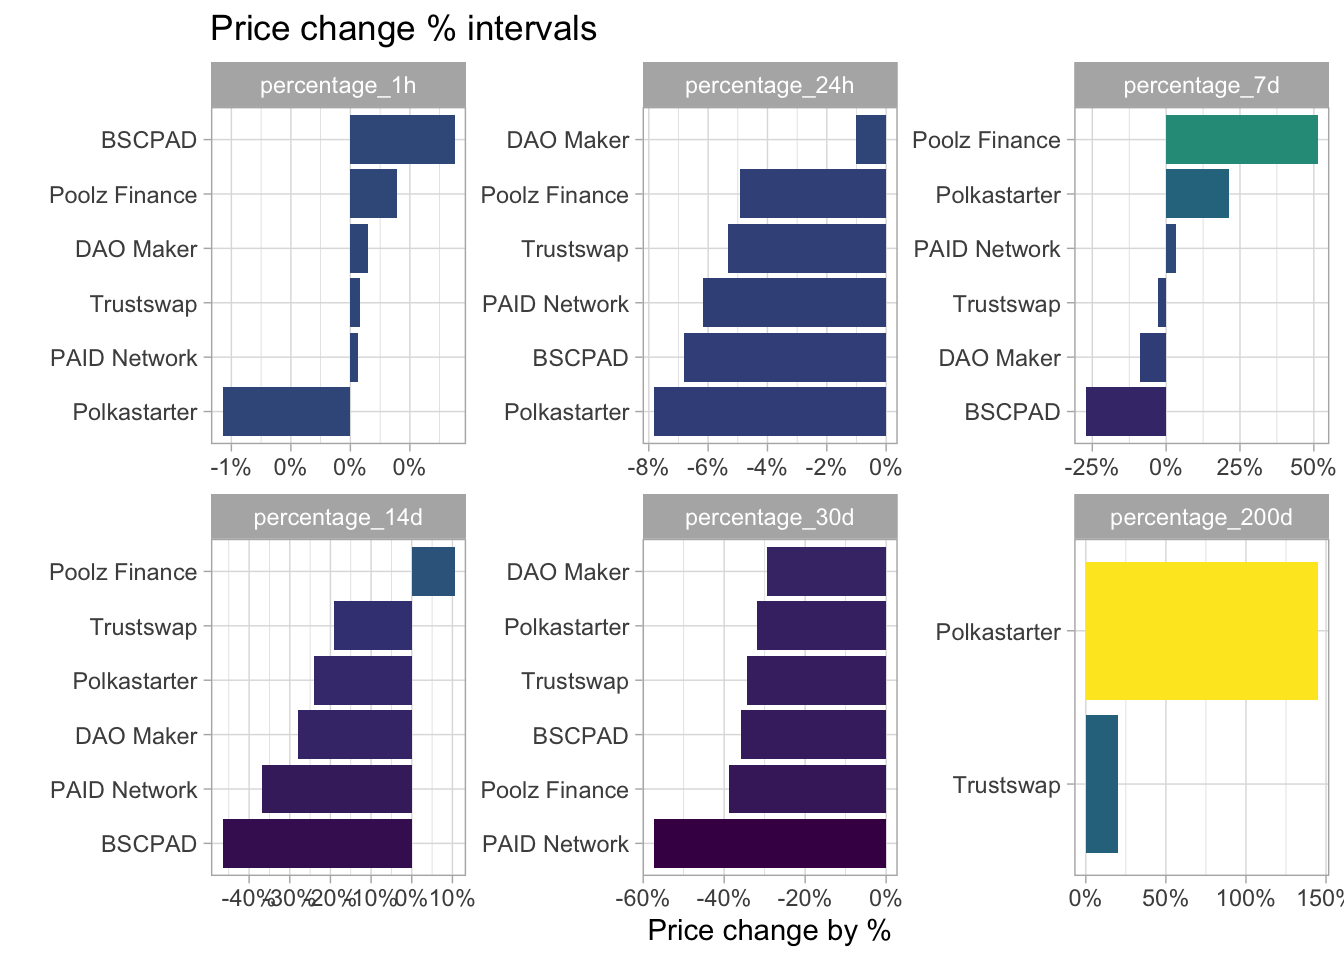 Price change % intervals
percentage_1h
BSCPAD
Poolz Finance
DAO Maker
Trustswap
PAID Network
Polkastarter
-1% 0% 0% 0%
percentage_24h
DAO Maker
Poolz Finance
Trustswap
PAID Network
BSCPAD
Polkastarter
-8% -6% -4% -2% 0%
percentage_7d
Poolz Finance
Polkastarter
PAID Network
Trustswap
DAO Maker
BSCPAD
-25% 0% 25% 50%
percentage_14d
Poolz Finance
Trustswap
Polkastarter
DAO Maker
PAID Network
BSCPAD
-40% -30% -20% -10% 0% 10%
percentage_30d
DAO Maker
Polkastarter
Trustswap
BSCPAD
Poolz Finance
PAID Network
-60% -40% -20% 0%
percentage_200d
Polkastarter
Trustswap
0% 50% 100% 150%
Price change by %